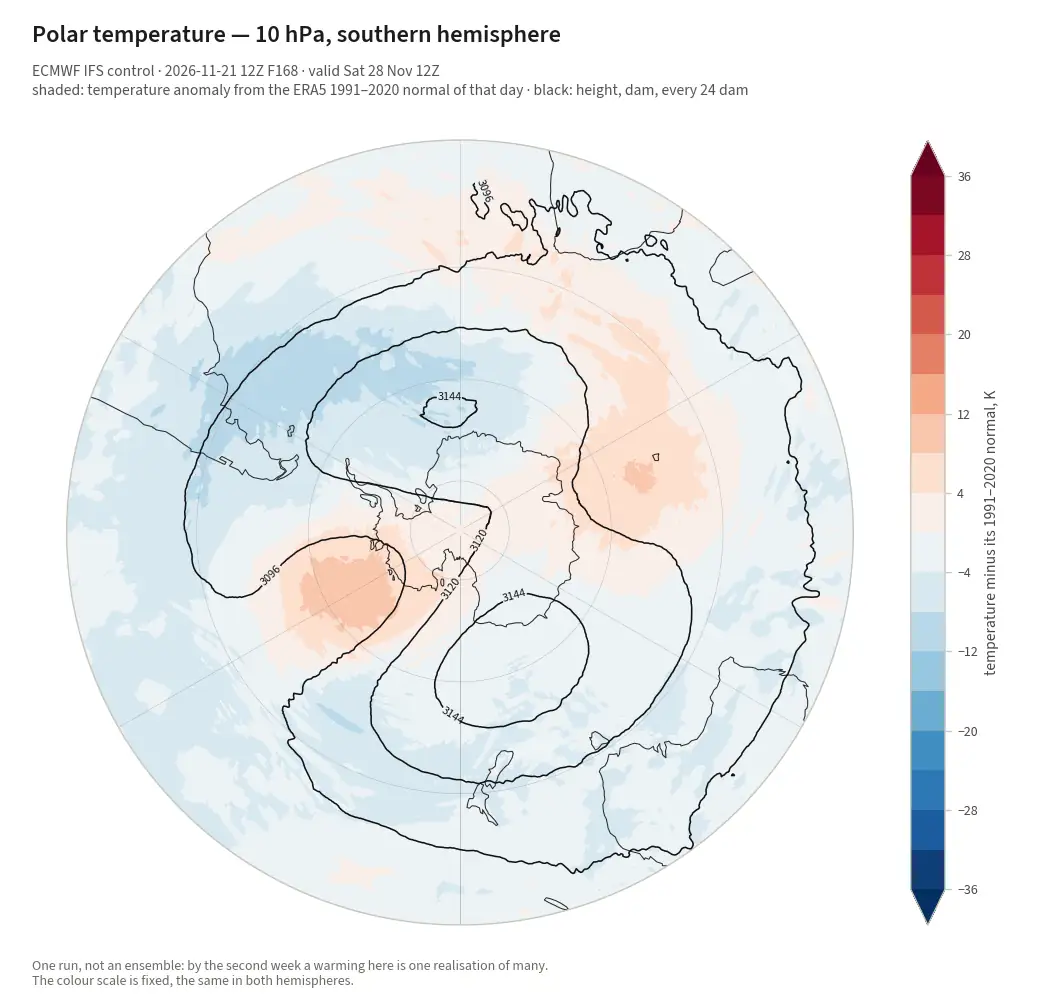 Polar temperature — 10 hPa, southern hemisphere
ECMWF IFS control · 2026-11-21 12Z F168 · valid Sat 28 Nov 12Z
shaded: temperature anomaly from the ERA5 1991–2020 normal of that day · black: height, dam, every 24 dam
3096
3144
3120
3096
3120
3144
3144
36
28
20
12
4
−4
−12
−20
−28
−36
temperature minus its 1991–2020 normal, K
One run, not an ensemble: by the second week a warming here is one realisation of many.
The colour scale is fixed, the same in both hemispheres.